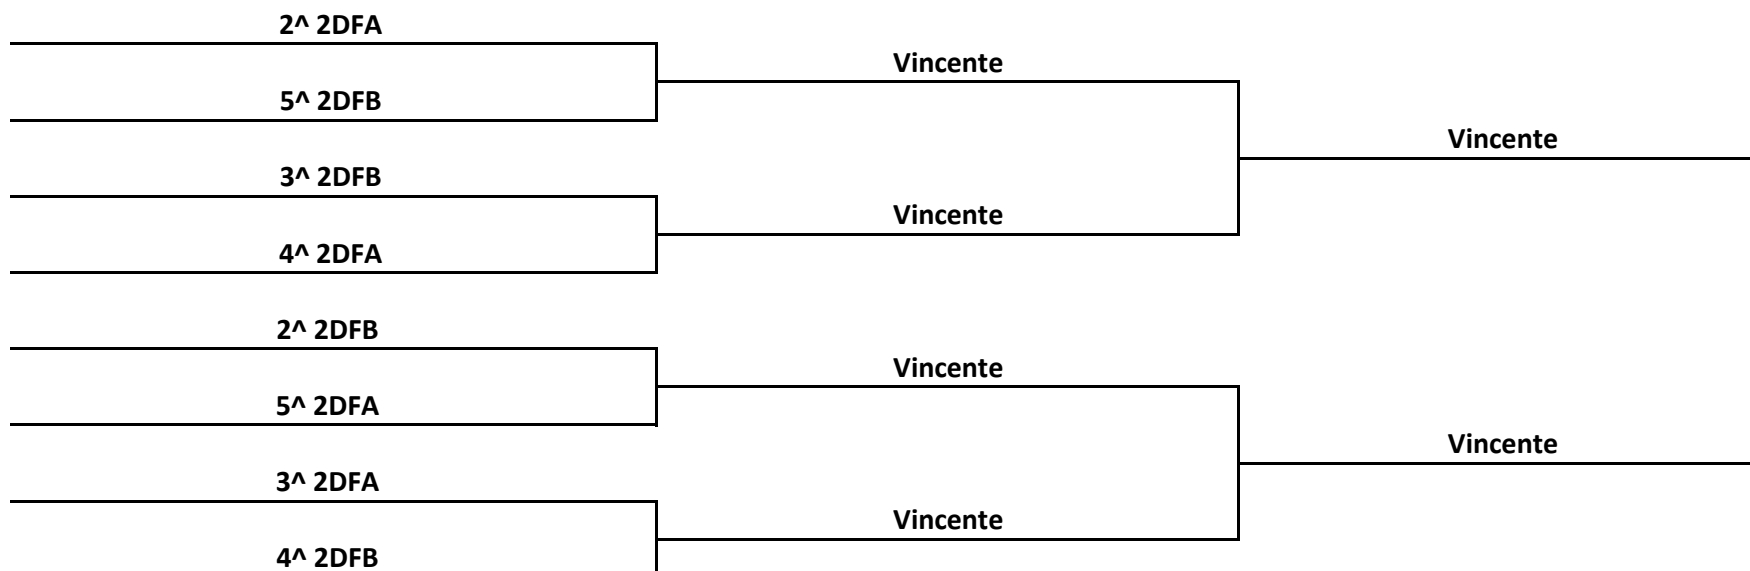 2^ 2DFA
Vincente
5^ 2DFB
Vincente
3^ 2DFB
Vincente
4^ 2DFA
2^ 2DFB
Vincente
5^ 2DFA
Vincente
3^ 2DFA
Vincente
4^ 2DFB